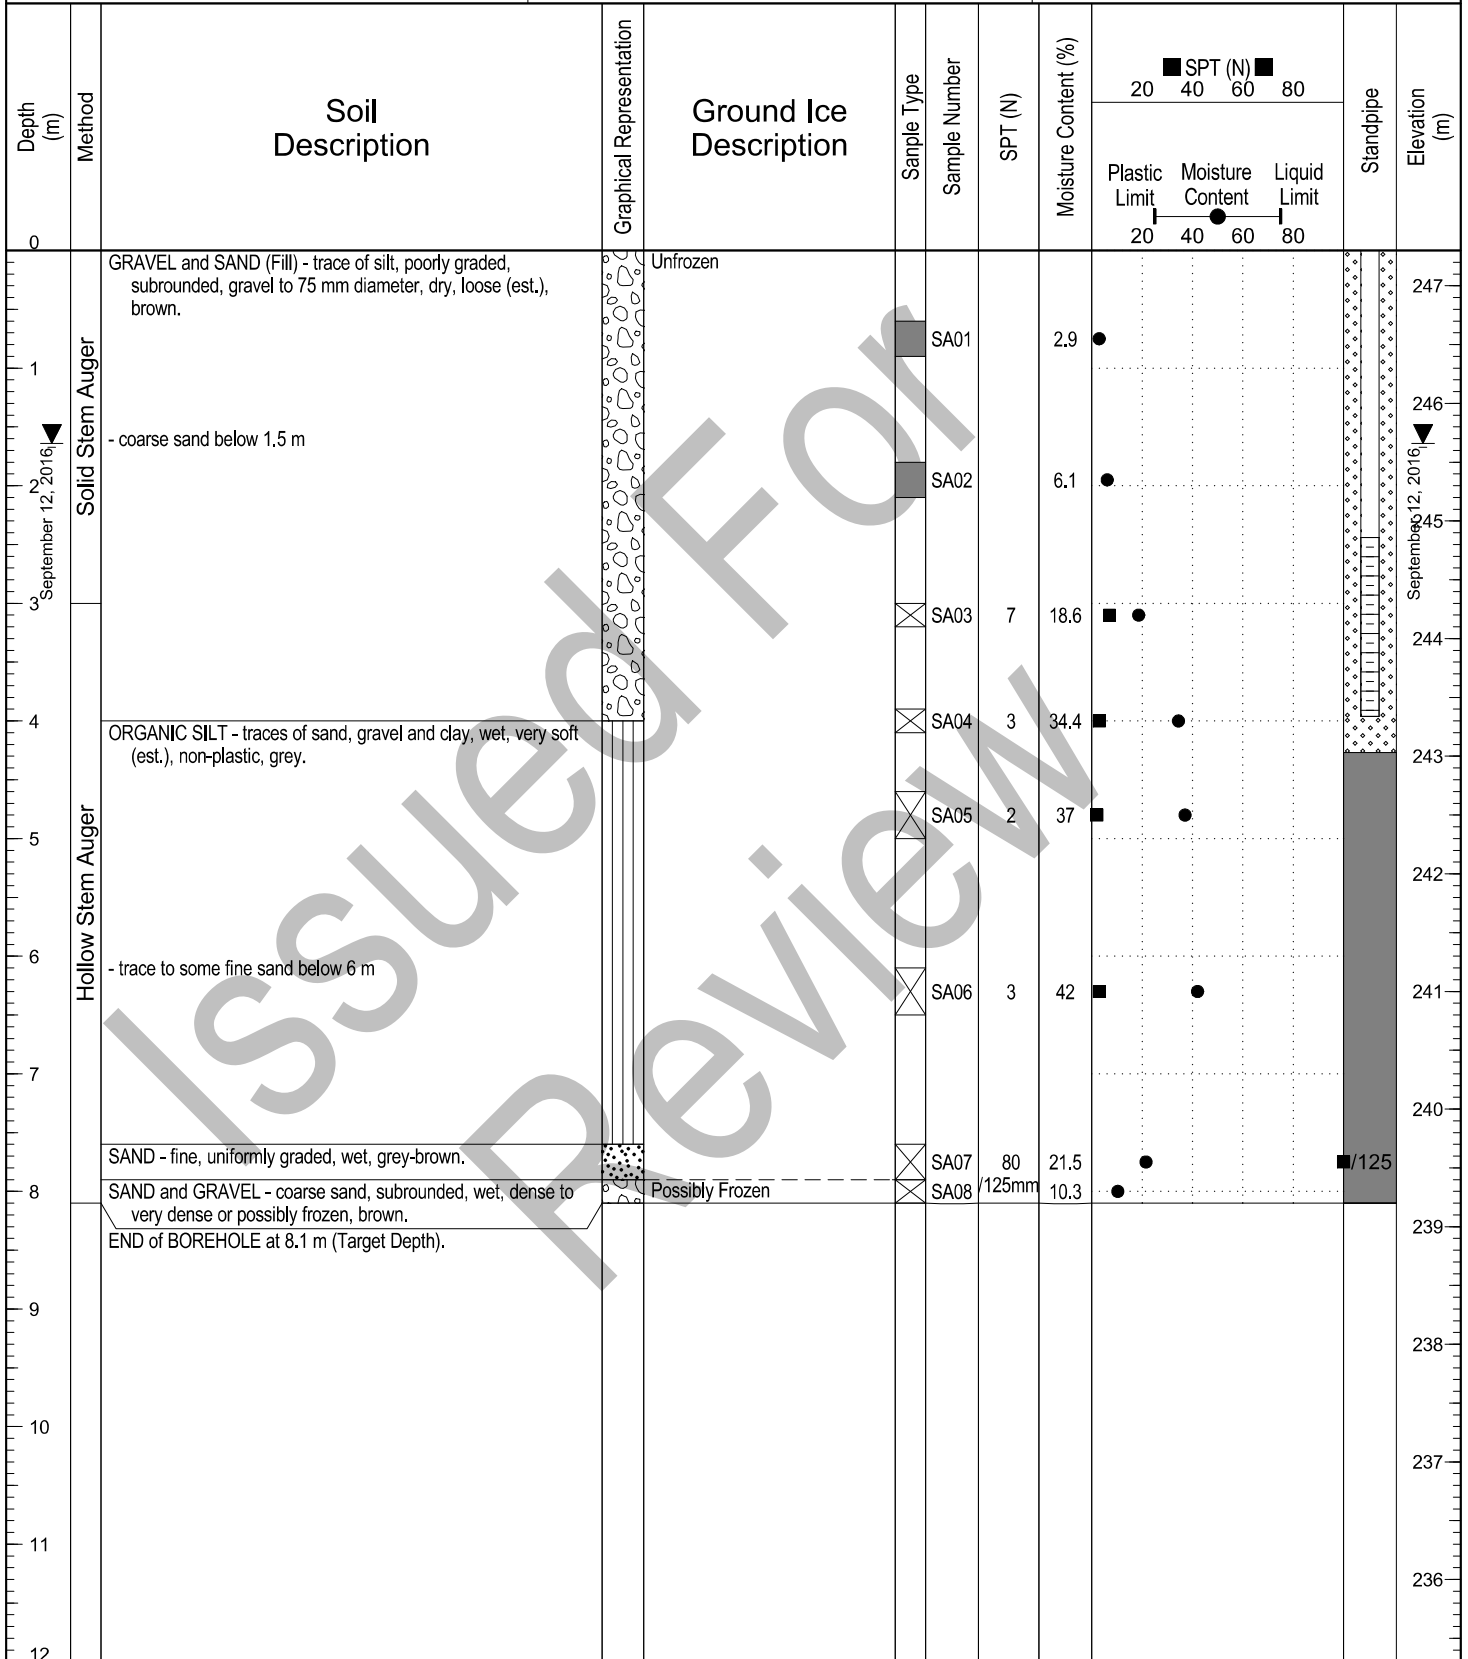 Depth
(m)
Method
Soil
Description
Graphical Representation
Ground Ice
Description
Sanple Type
Sample Number
SPT (N)
Moisture Content (%)
SPT (N)
20 40 60 80
Plastic Moisture Liquid
Limit Content Limit
20 40 60 80
Standpipe
Elevation
(m)
0
GRAVEL and SAND (Fill) - trace of silt, poorly graded,
subrounded, gravel to 75 mm diameter, dry, loose (est.),
brown.
Unfrozen
247
SA01 2.9
1
Solid Stem Auger
246
- coarse sand below 1.5 m
September 12, 2016
September 12, 2016
2
SA02 6.1
245
3
SA03 7 18.6
244
4
SA04 3 34.4
ORGANIC SILT - traces of sand, gravel and clay, wet, very soft
(est.), non-plastic, grey.
243
SA05 2 37
5
Hollow Stem Auger
242
6
- trace to some fine sand below 6 m
SA06 3 42
241
7
240
SAND - fine, uniformly graded, wet, grey-brown.
SA07 80 21.5
/125
/125mm
8
SAND and GRAVEL - coarse sand, subrounded, wet, dense to
very dense or possibly frozen, brown.
Possibly Frozen
SA08 10.3
239
END of BOREHOLE at 8.1 m (Target Depth).
9
238
10
237
11
236
12
Issued For
Review